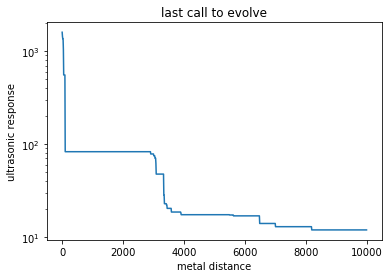 last call to evolve
ultrasonic response
10³
10²
10¹
0 2000 4000 6000 8000 10000
metal distance